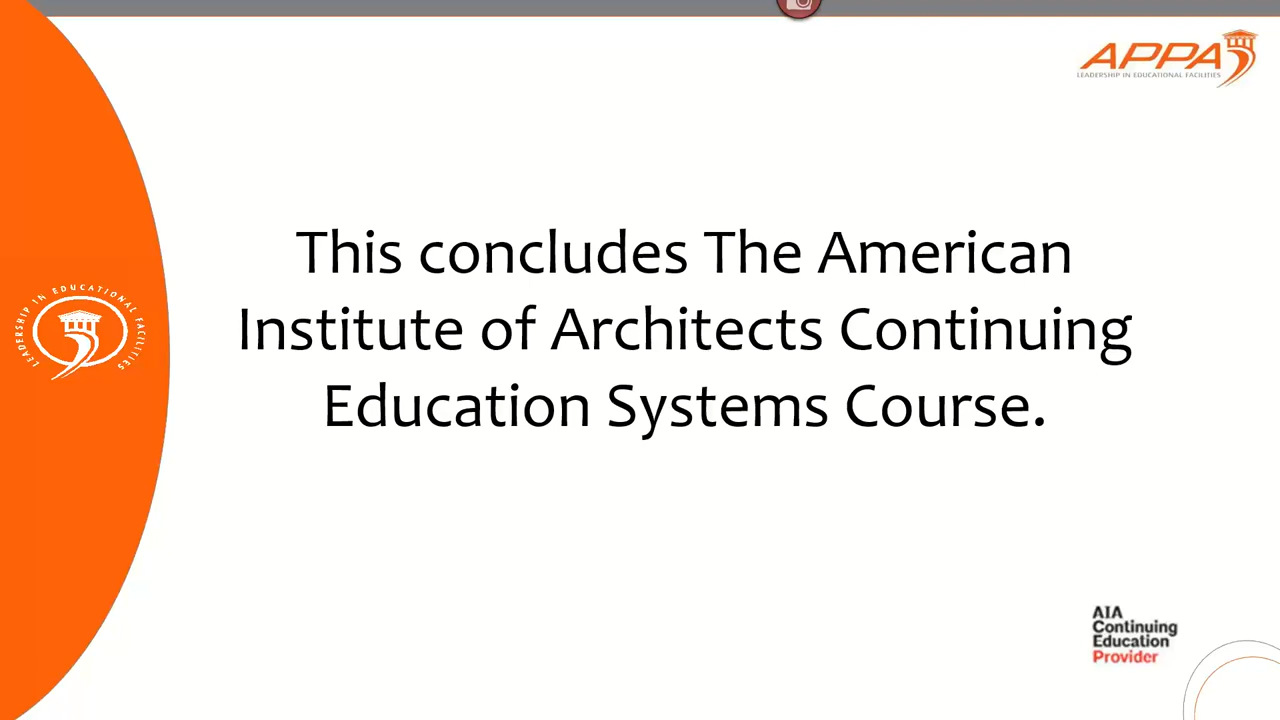 APPA
LEADERSHIP IN EDUCATIONAL FACILITIES
This concludes The American
Institute of Architects Continuing
Education Systems Course.
LEADERSHIP IN EDUCATIONAL FACILITIES
AIA
Continuing
Education
Provider